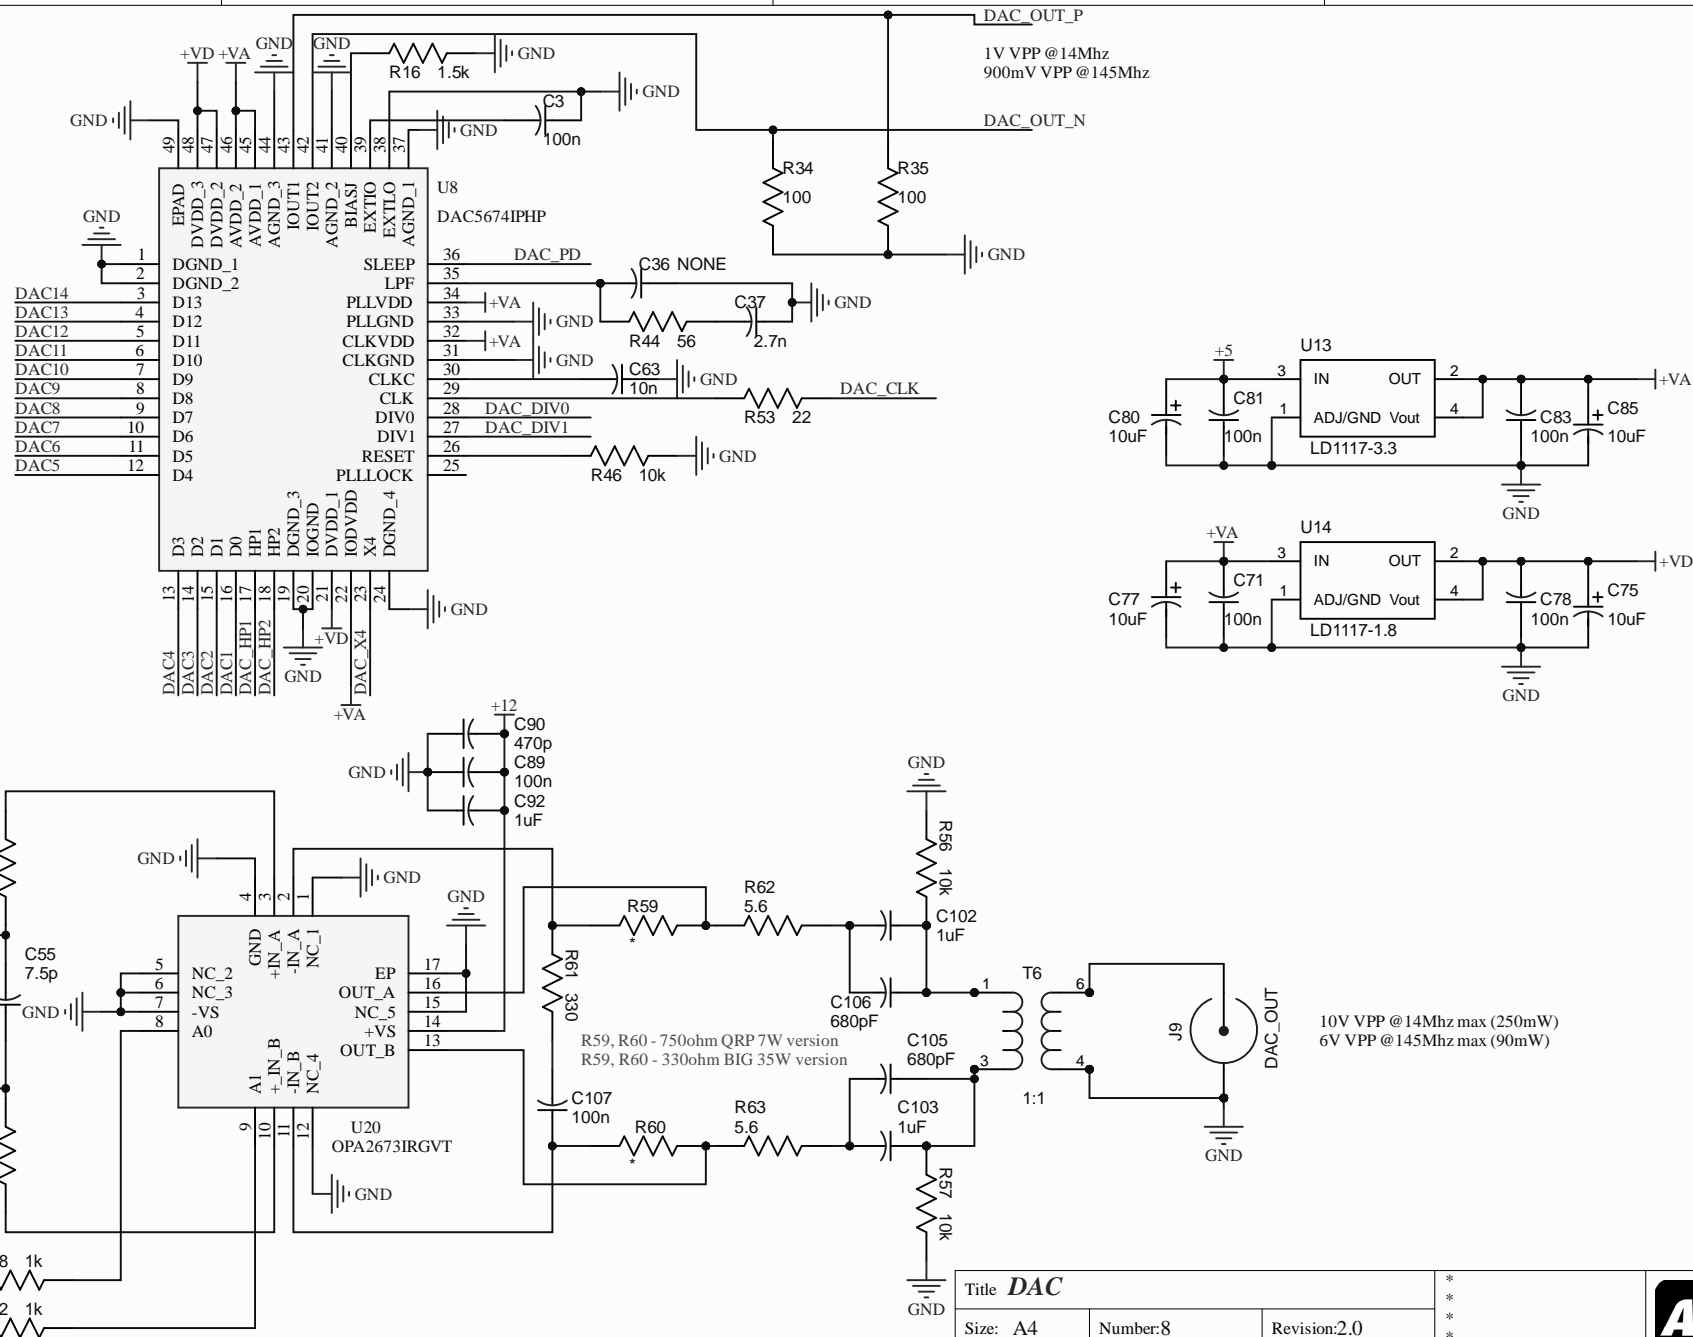 DAC_OUT_P
1V VPP @14Mhz
900mV VPP @145Mhz
DAC_OUT_N
+VD
+VA
GND
GND
R16 1.5k
GND
GND
C3
100n
GND
GND
49
48
47
46
45
44
43
42
41
40
39
38
37
EPAD
DVDD_3
DVDD_2
AVDD_2
AVDD_1
AGND_3
IOUT1
IOUT2
AGND_2
BIASJ
EXTIO
EXTLO
AGND_1
U8
DAC5674IPHP
R34
100
R35
100
GND
GND
1 DGND_1
2 DGND_2
DAC14 3 D13
DAC13 4 D12
DAC12 5 D11
DAC11 6 D10
DAC10 7 D9
DAC9 8 D8
DAC8 9 D7
DAC7 10 D6
DAC6 11 D5
DAC5 12 D4
SLEEP 36 DAC_PD
LPF 35
PLLVDD 34 +VA
PLLGND 33 GND
CLKVDD 32 +VA
CLKGND 31 GND
CLKC 30
CLK 29
DIV0 28 DAC_DIV0
DIV1 27 DAC_DIV1
RESET 26
PLLLOCK 25
C36 NONE
C37
2.7n
R44 56
GND
C63
10n
GND
R53 22
DAC_CLK
R46 10k
GND
D3
D2
D1
D0
HP1
HP2
DGND_3
IOGND
DVDD_1
IODVDD
X4
DGND_4
13
14
15
16
17
18
19
20
21
22
23
24
DAC4
DAC3
DAC2
DAC1
DAC_HP1
DAC_HP2
GND
+VD
+VA
DAC_X4
GND
U13
+5
3 IN OUT 2
1 ADJ/GND Vout 4
LD1117-3.3
C80
10uF
+
C81
100n
C83
100n
+
C85
10uF
+VA
GND
U14
+VA
3 IN OUT 2
1 ADJ/GND Vout 4
LD1117-1.8
C77
10uF
+
C71
100n
C78
100n
+
C75
10uF
+VD
GND
+12
C90
470p
C89
100n
C92
1uF
GND
GND
GND
GND
4
3
2
1
GND
+IN_A
-IN_A
NC_1
C55
7.5p
GND
5 NC_2
6 NC_3
7 -VS
8 A0
EP 17
OUT_A 16
NC_5 15
+VS 14
OUT_B 13
A1
+_IN_B
-IN_B
NC_4
9
10
11
12
U20
OPA2673IRGVT
GND
R59
*
R62
5.6
R61
330
C107
100n
R60
*
R63
5.6
R59, R60 - 750ohm QRP 7W version
R59, R60 - 330ohm BIG 35W version
GND
R56
10k
C102
1uF
C106
680pF
C105
680pF
C103
1uF
R57
10k
GND
T6
1
3
6
4
1:1
J9
DAC_OUT
GND
10V VPP @14Mhz max (250mW)
6V VPP @145Mhz max (90mW)
8 1k
2 1k
Title DAC
Size: A4
Number:8
Revision:2.0
*
*
*
*